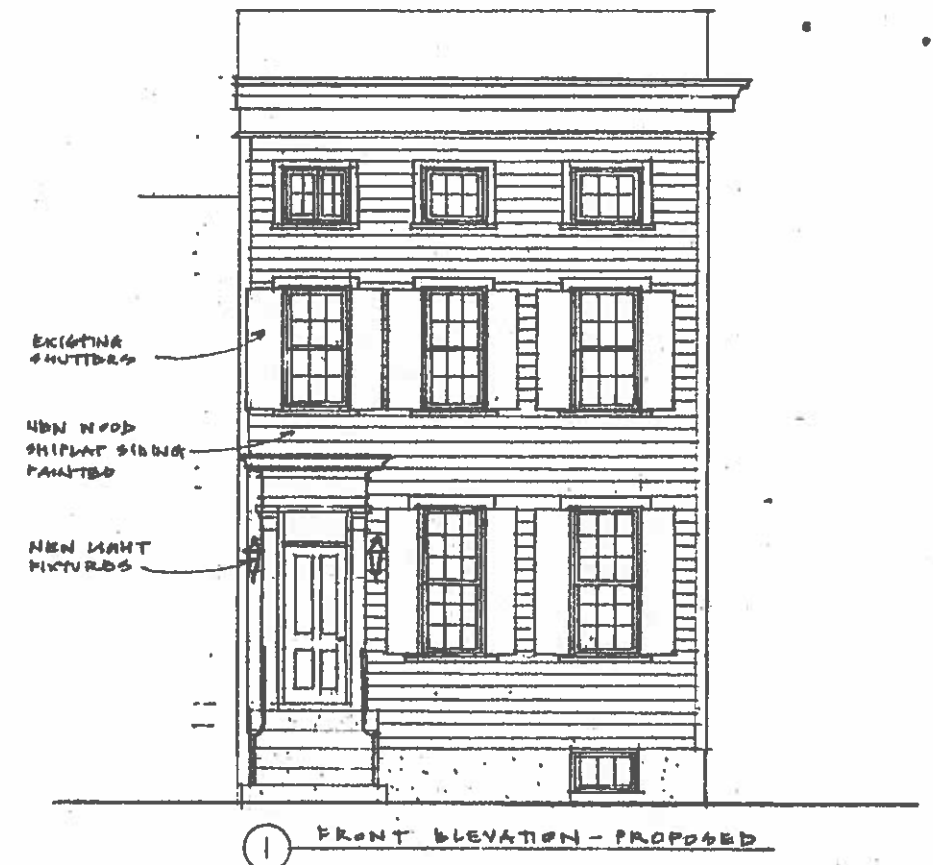 EXISTING
SHUTTERS
NEW WOOD
SHIPLAP SIDING
PAINTED
NEW LIGHT
FIXTURES
1 FRONT ELEVATION - PROPOSED